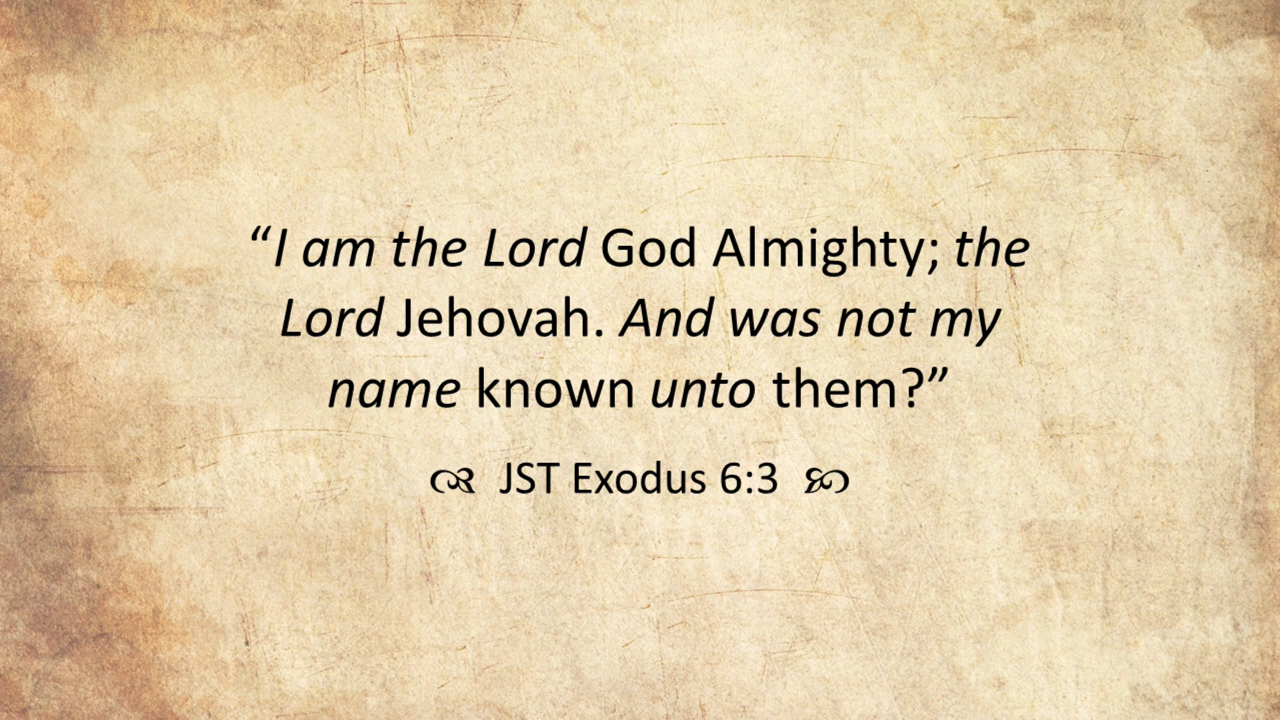 “I am the Lord God Almighty; the
Lord Jehovah. And was not my
name known unto them?”
JST Exodus 6:3